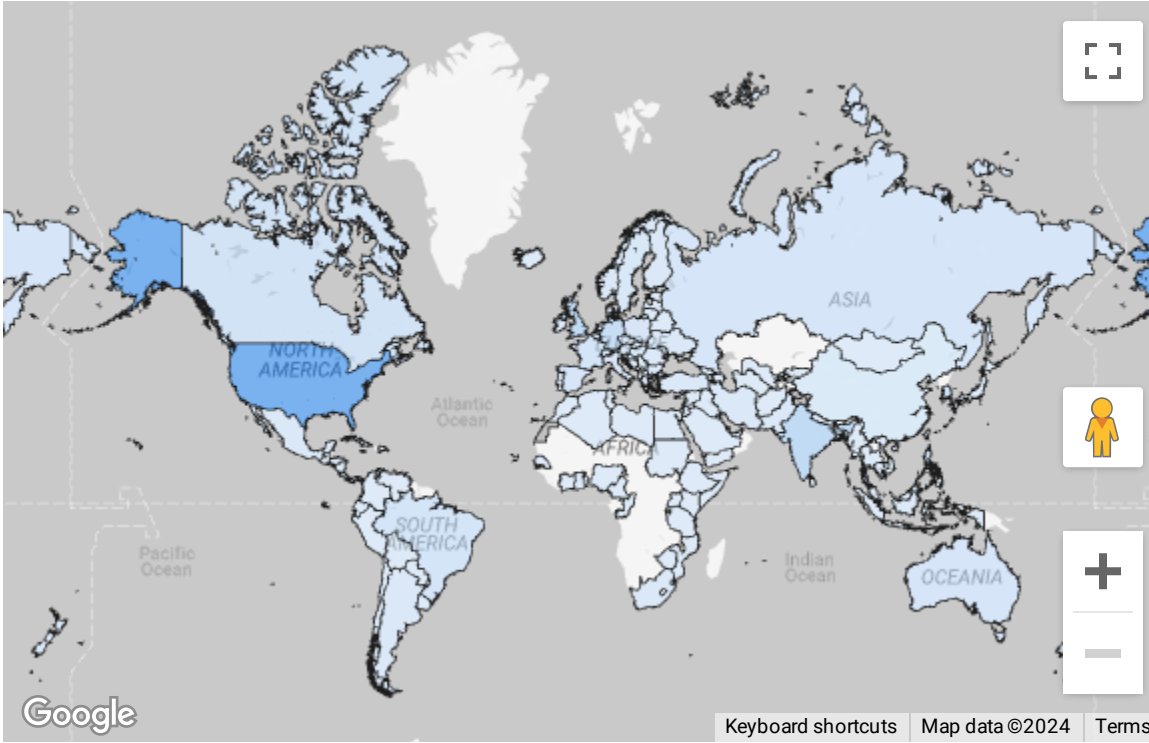 ASIA
NORTH
AMERICA
EUROPE
Atlantic
Ocean
AFRICA
SOUTH
AMERICA
Pacific
Ocean
Indian
Ocean
OCEANIA
Google
Keyboard shortcuts
Map data ©2024
Terms